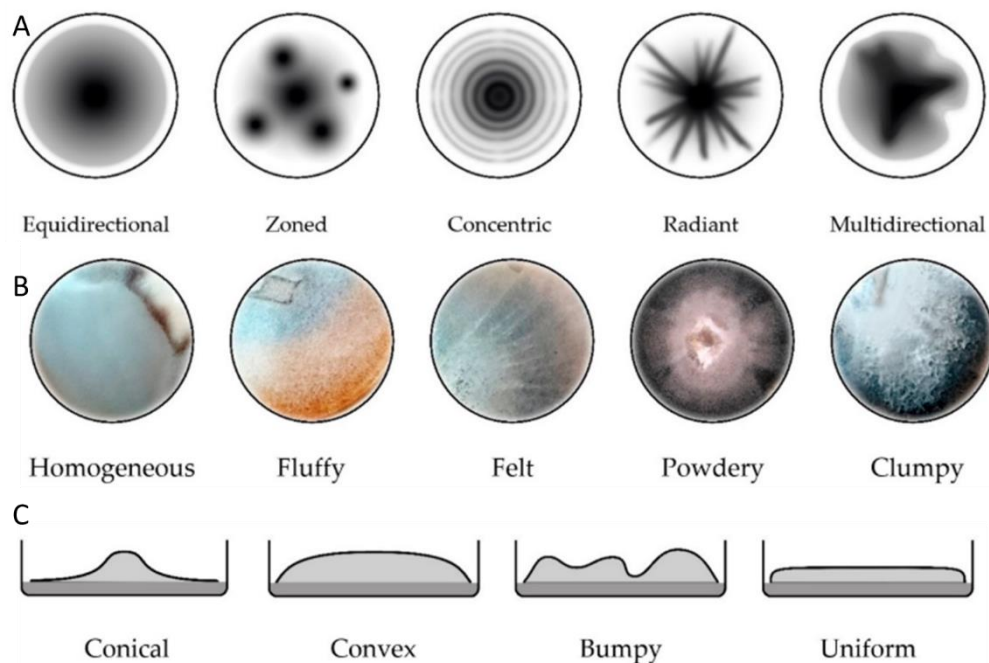 A
Equidirectional Zoned Concentric Radiant Multidirectional
B
Homogeneous Fluffy Felt Powdery Clumpy
C
Conical Convex Bumpy Uniform